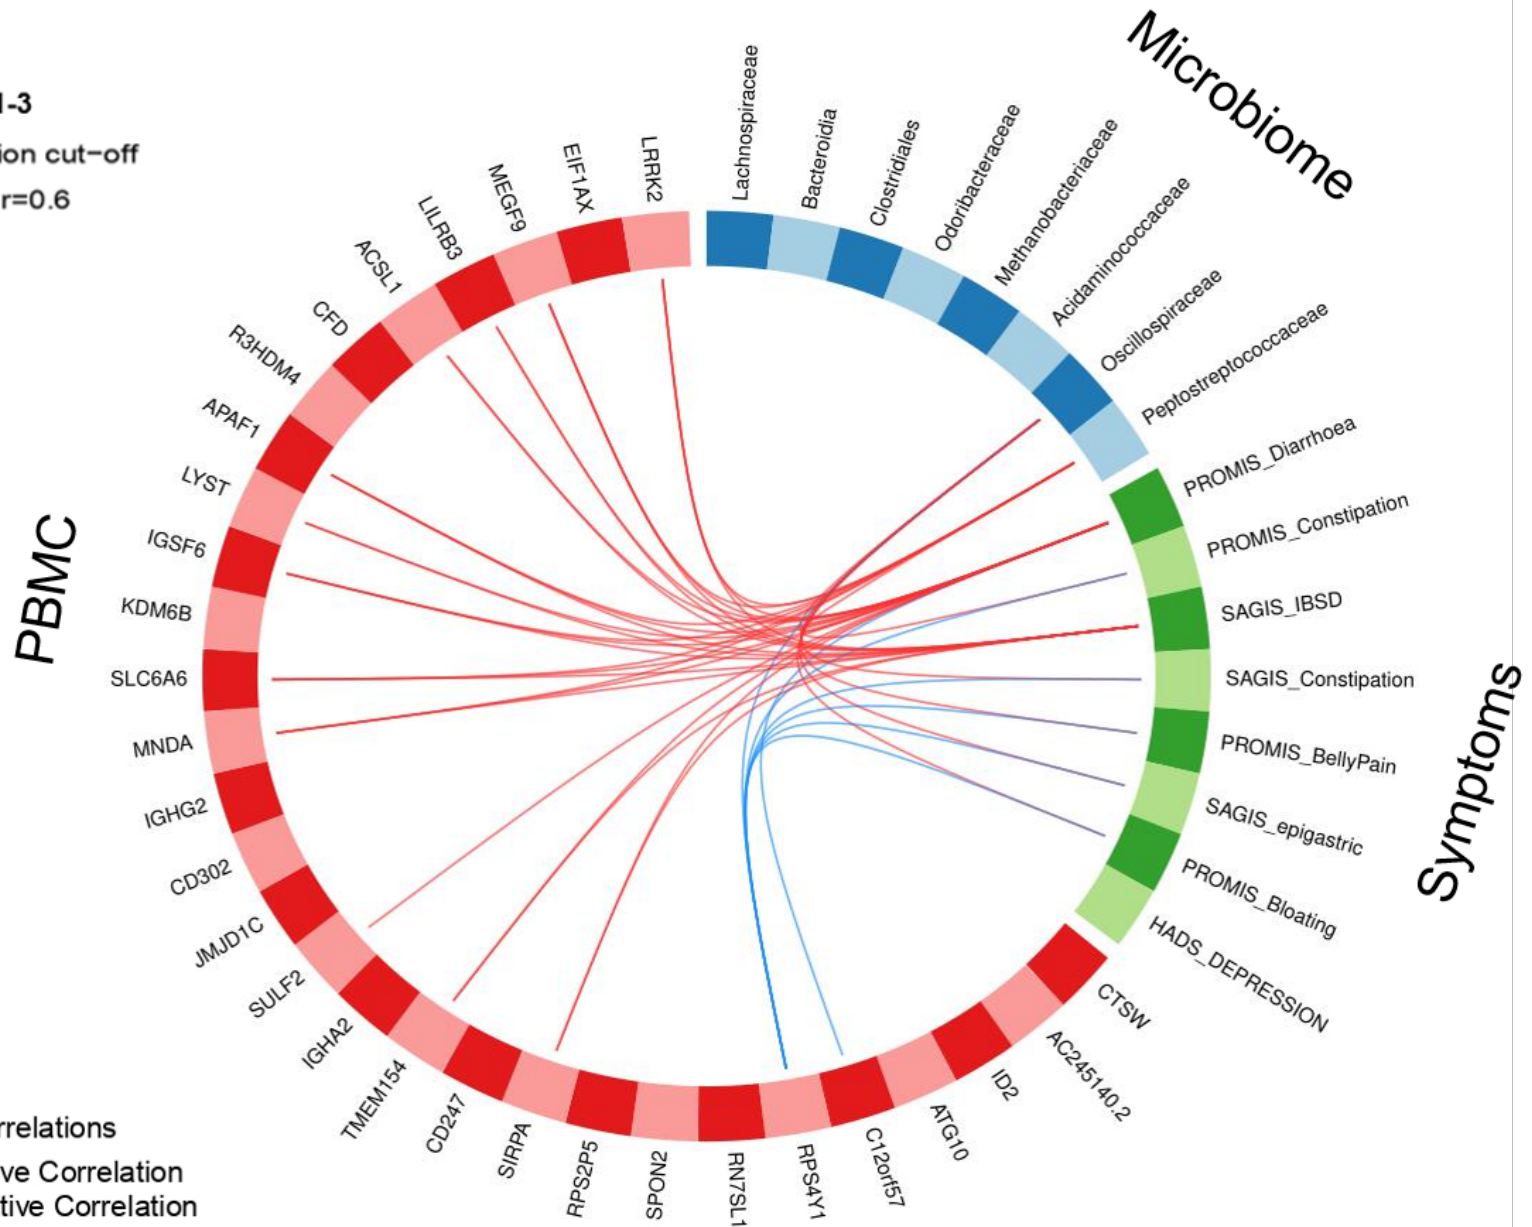 Microbiome
-3
ion cut-off
r=0.6
Lachnospiraceae
Bacteroidia
Clostridiales
Odoribacteraceae
Methanobacteriaceae
Acidaminococcaceae
Oscillospiraceae
Peptostreptococcaceae
PROMIS_Diarrhoea
PROMIS_Constipation
SAGIS_IBSD
SAGIS_Constipation
PROMIS_BellyPain
SAGIS_epigastric
PROMIS_Bloating
HADS_DEPRESSION
Symptoms
CTSW
AC245140.2
ID2
ATG10
C12orf57
RPS4Y1
RN7SL1
SPON2
RPS2P5
SIRPA
CD247
TMEM154
IGHA2
SULF2
JMJD1C
CD302
IGHG2
MNDA
SLC6A6
KDM6B
IGSF6
LYST
APAF1
R3HDM4
CFD
ACSL1
LILRB3
MEGF9
EIF1AX
LRRK2
PBMC
rrelations
ve Correlation
tive Correlation